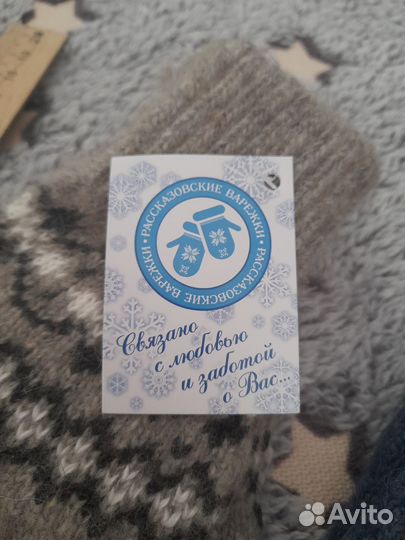 • РАССКАЗОВСКИЕ ВАРЕЖКИ • РАССКАЗОВСКИЕ ВАРЕЖКИ
Связано
с любовью
и заботой
о Вас...
Avito